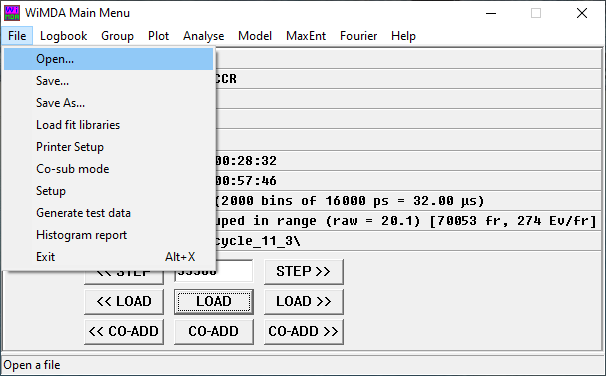 WiMDA Main Menu
File Logbook Group Plot Analyse Model MaxEnt Fourier Help
Open...
Save...
CCR
Save As...
Load fit libraries
Printer Setup
Co-sub mode
00:28:32
Setup
00:57:46
Generate test data
(2000 bins of 16000 ps = 32.00 µs)
Histogram report
uped in range (raw = 20.1) [70053 fr, 274 Ev/fr]
Exit Alt+X
cycle_11_3\
<< STEP STEP >>
<< LOAD LOAD LOAD >>
<< CO-ADD CO-ADD CO-ADD >>
Open a file